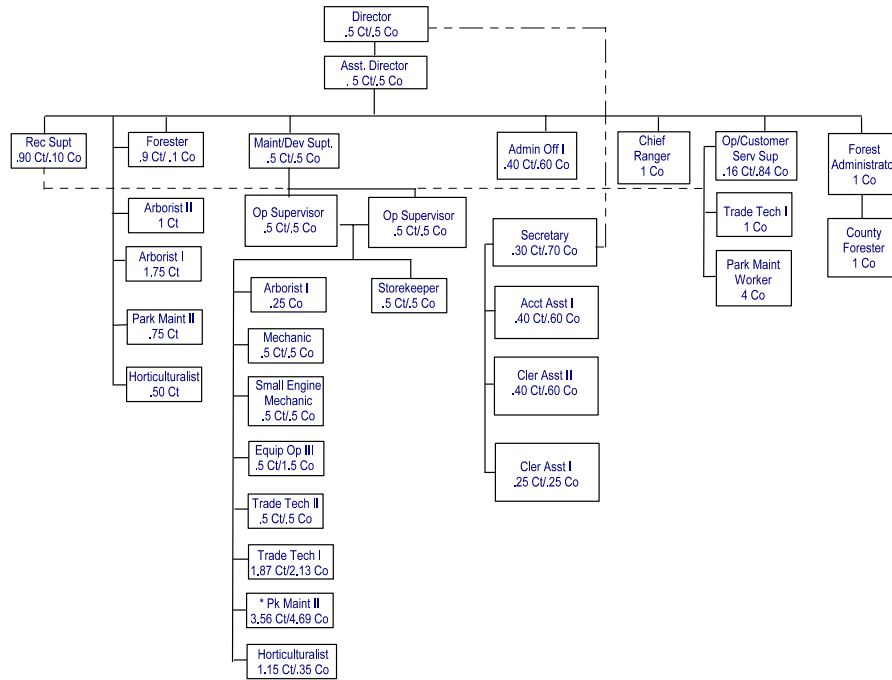 Director
.5 Ct/.5 Co
Asst. Director
. 5 Ct/.5 Co
Rec Supt
.90 Ct/.10 Co
Forester
.9 Ct/ .1 Co
Maint/Dev Supt.
.5 Ct/.5 Co
Admin Off I
.40 Ct/.60 Co
Chief
Ranger
1 Co
Op/Customer
Serv Sup
.16 Ct/.84 Co
Forest
Administrato
1 Co
Arborist II
1 Ct
Arborist I
1.75 Ct
Park Maint II
.75 Ct
Horticulturalist
.50 Ct
Op Supervisor
.5 Ct/.5 Co
Op Supervisor
.5 Ct/.5 Co
Arborist I
.25 Co
Storekeeper
.5 Ct/.5 Co
Mechanic
.5 Ct/.5 Co
Small Engine
Mechanic
.5 Ct/.5 Co
Equip Op III
.5 Ct/1.5 Co
Trade Tech II
.5 Ct/.5 Co
Trade Tech I
1.87 Ct/2.13 Co
* Pk Maint II
3.56 Ct/4.69 Co
Horticulturalist
1.15 Ct/.35 Co
Secretary
.30 Ct/.70 Co
Acct Asst I
.40 Ct/.60 Co
Cler Asst II
.40 Ct/.60 Co
Cler Asst I
.25 Ct/.25 Co
Trade Tech I
1 Co
Park Maint
Worker
4 Co
County
Forester
1 Co